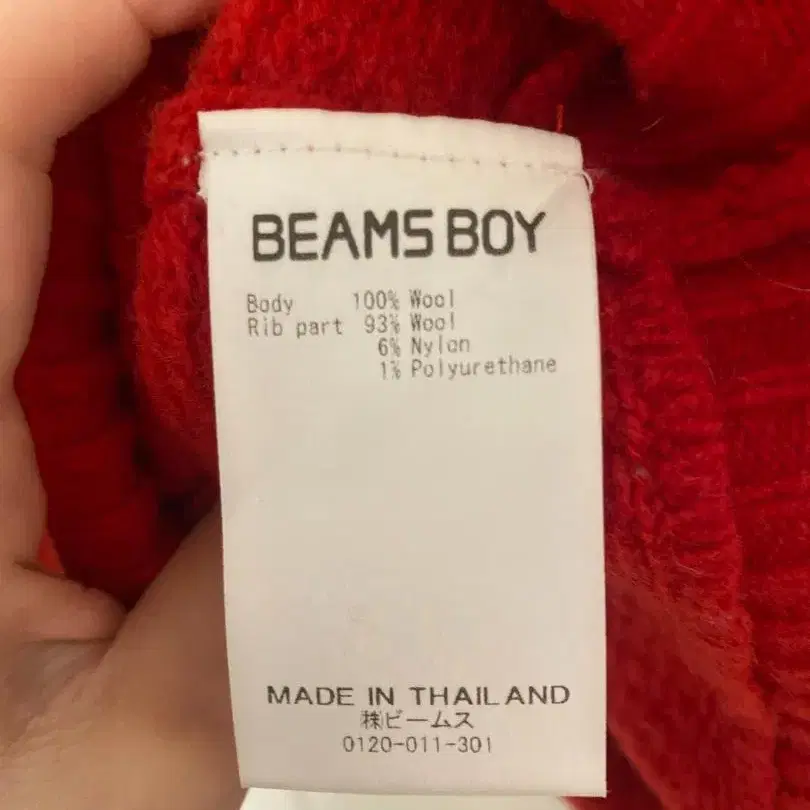 BEAMS BOY
Body 100% Wool
Rib part 93% Wool
6% Nylon
1% Polyurethane
MADE IN THAILAND
㈱ビームス
0120-011-301